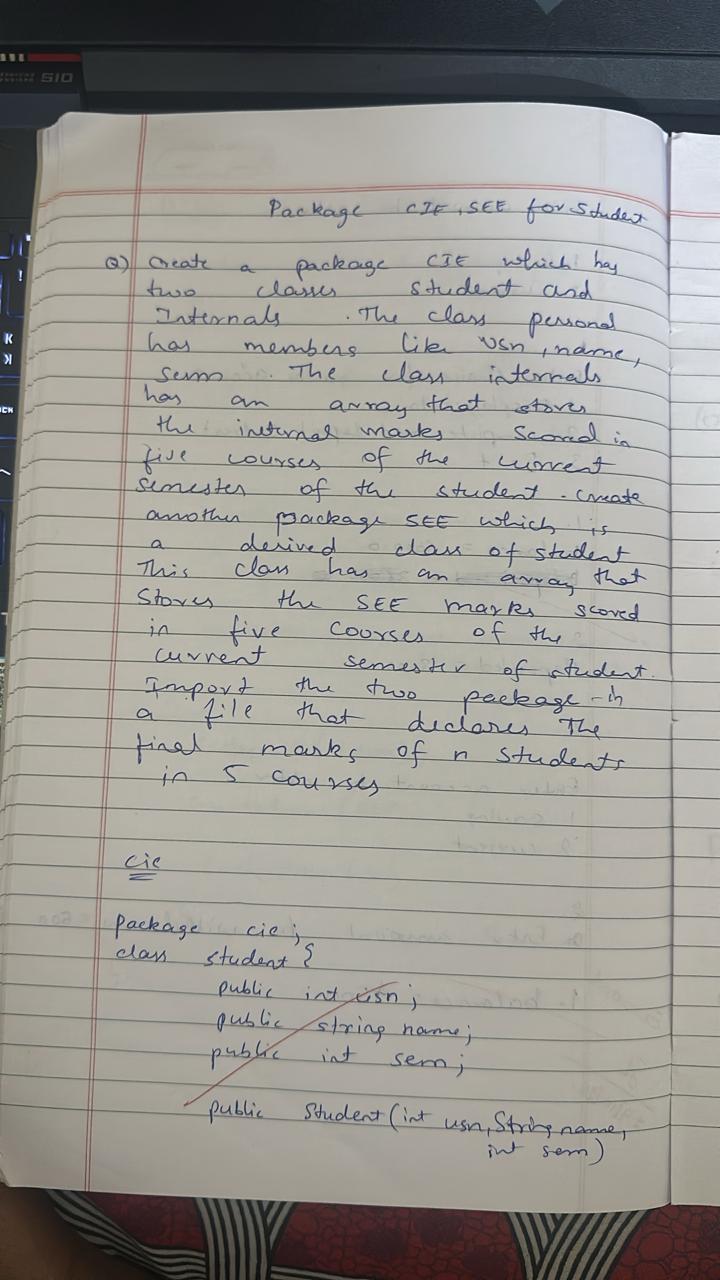 Package CIE, SEE for Student
Q) Create a package CIE which has
two classes student and
Internals . The class personal
has members like usn, name,
sem . The class internals
has an array that stores
the internal marks scored in
five courses of the current
semester of the student . create
another package SEE which is
a derived class of student
This class has an array that
Stores the SEE marks scored
in five courses of the
current semester of student.
Import the two package in
a file that declares The
final marks of n students
in 5 courses
cie
package cie;
class student {
public int usn;
public string name;
public int sem;
public Student (int usn, String name,
int sem)
S10
K